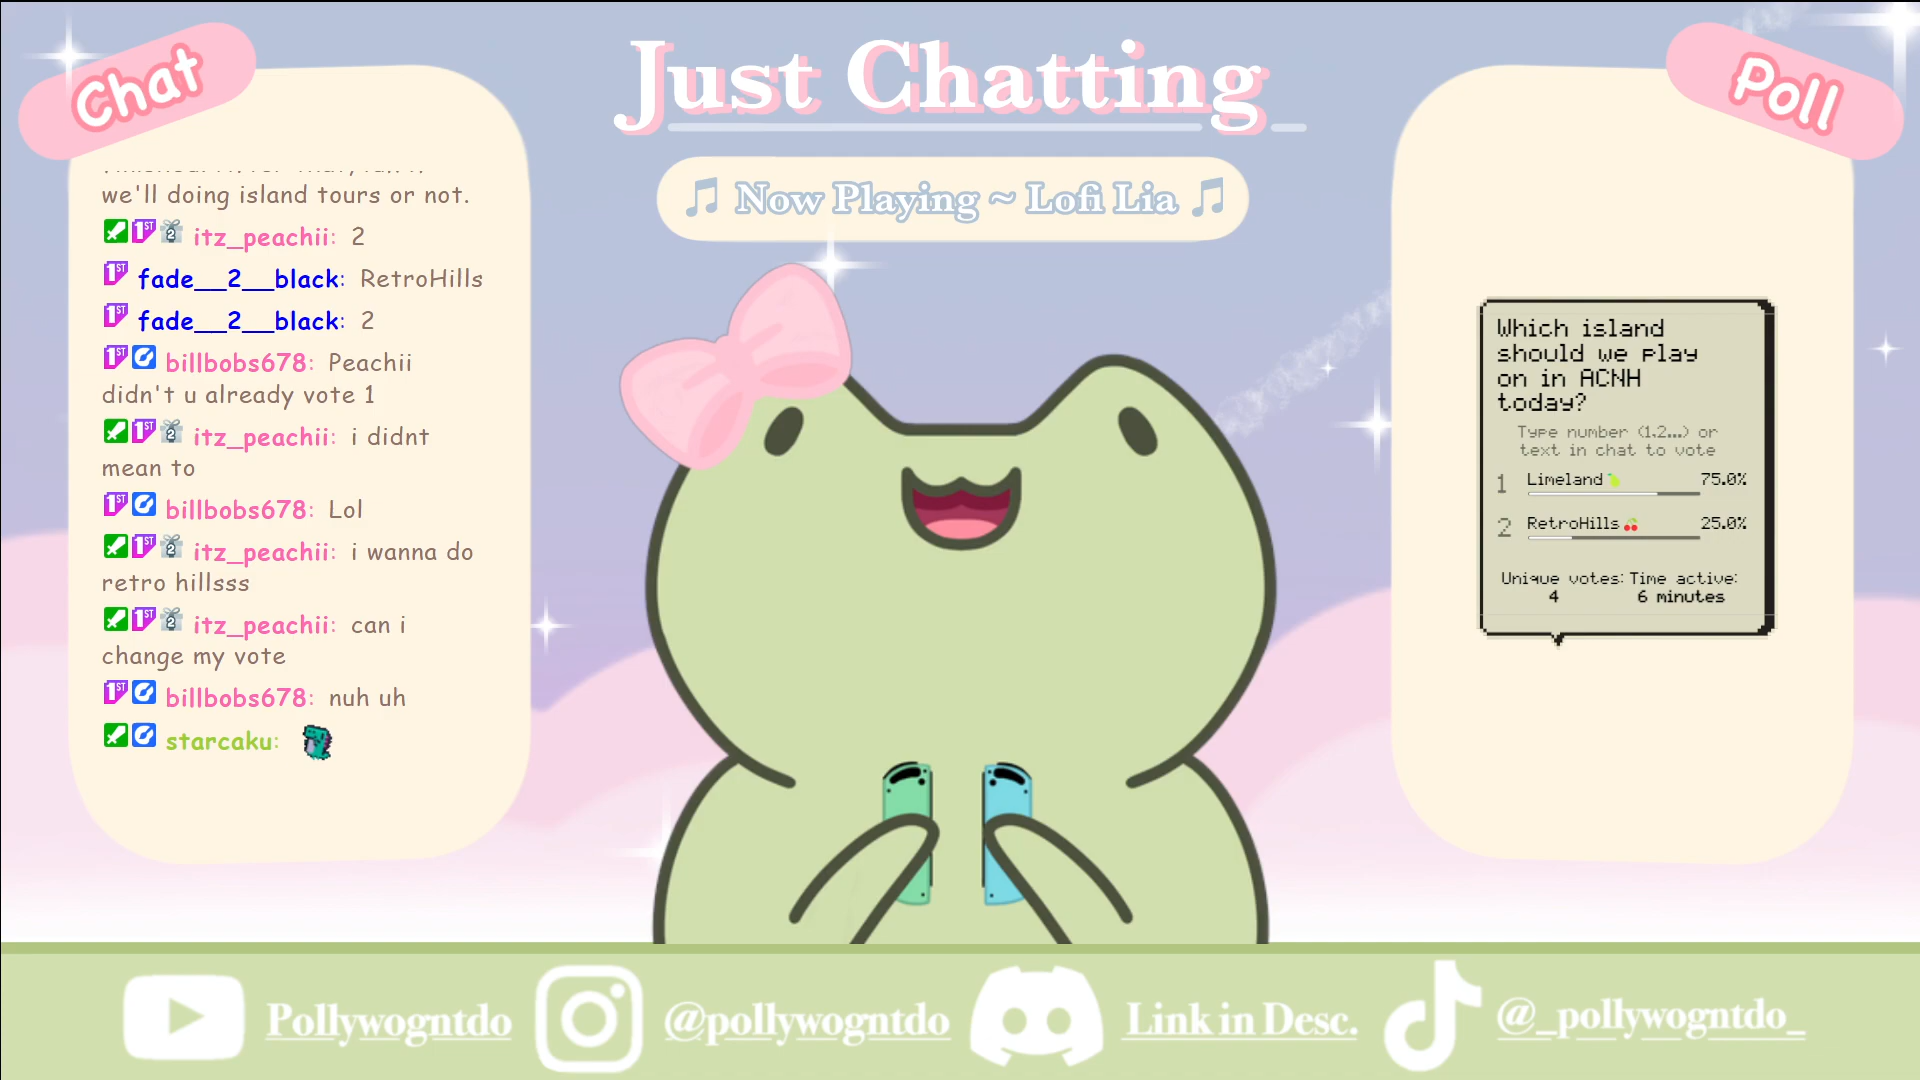 Chat
we'll doing island tours or not.
itz_peachii: 2
fade__2__black: RetroHills
fade__2__black: 2
billbobs678: Peachii
didn't u already vote 1
itz_peachii: i didnt
mean to
billbobs678: Lol
itz_peachii: i wanna do
retro hillsss
itz_peachii: can i
change my vote
billbobs678: nuh uh
starcaku:
Just Chatting_
Now Playing ~ Lofi Lia
Poll
Which island
should we play
on in ACNH
today?
Type number (1,2...) or
text in chat to vote
1 Limeland 75.0%
2 RetroHills 25.0%
Unique votes: Time active:
4 6 minutes
Pollywogntdo @pollywogntdo Link in Desc. @_pollywogntdo_